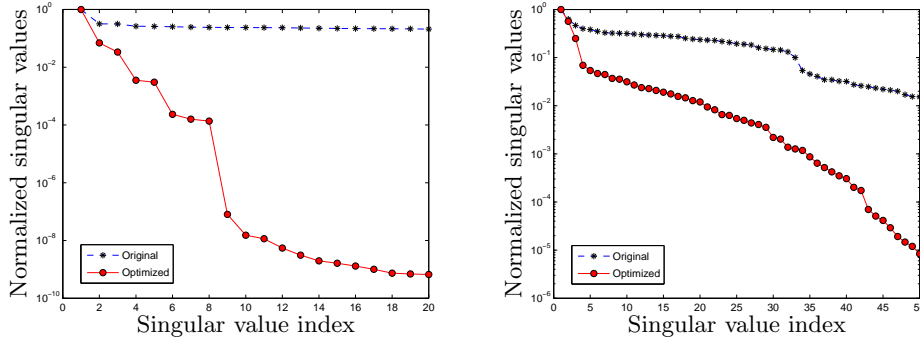 Normalized singular values
10^0
10^-2
10^-4
10^-6
10^-8
10^-10
Original
Optimized
0 2 4 6 8 10 12 14 16 18 20
Singular value index
Normalized singular values
10^0
10^-1
10^-2
10^-3
10^-4
10^-5
10^-6
Original
Optimized
0 5 10 15 20 25 30 35 40 45 50
Singular value index